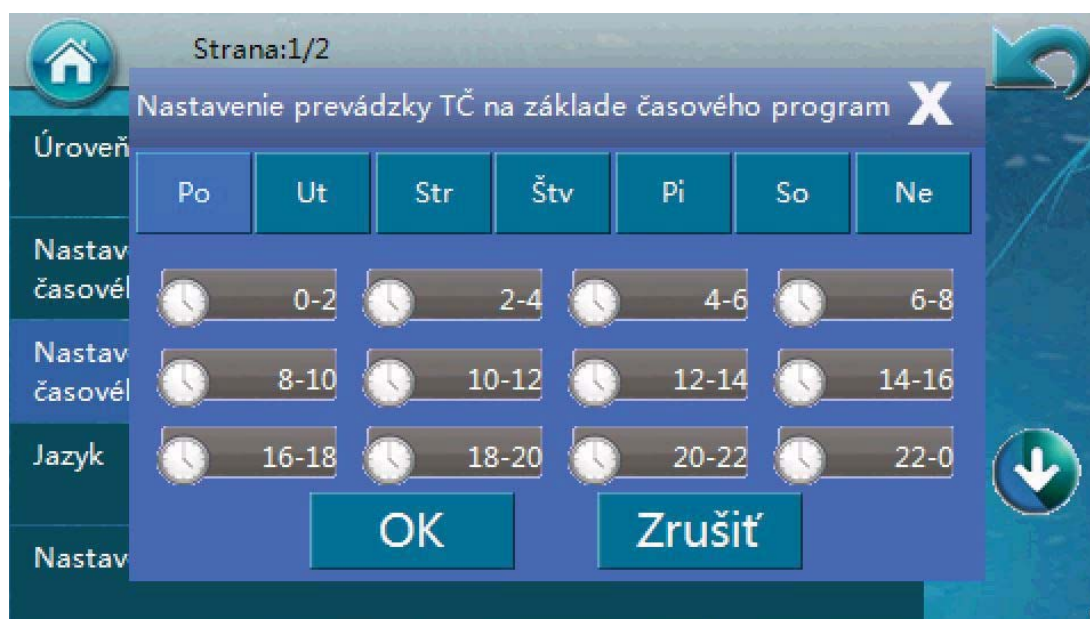 Strana:1/2
Nastavenie prevádzky TČ na základe časového program X
Úroveň
Po Ut Str Štv Pi So Ne
Nastav
časovél
0-2 2-4 4-6 6-8
Nastav
časovél
8-10 10-12 12-14 14-16
Jazyk
16-18 18-20 20-22 22-0
OK Zrušiť
Nastav